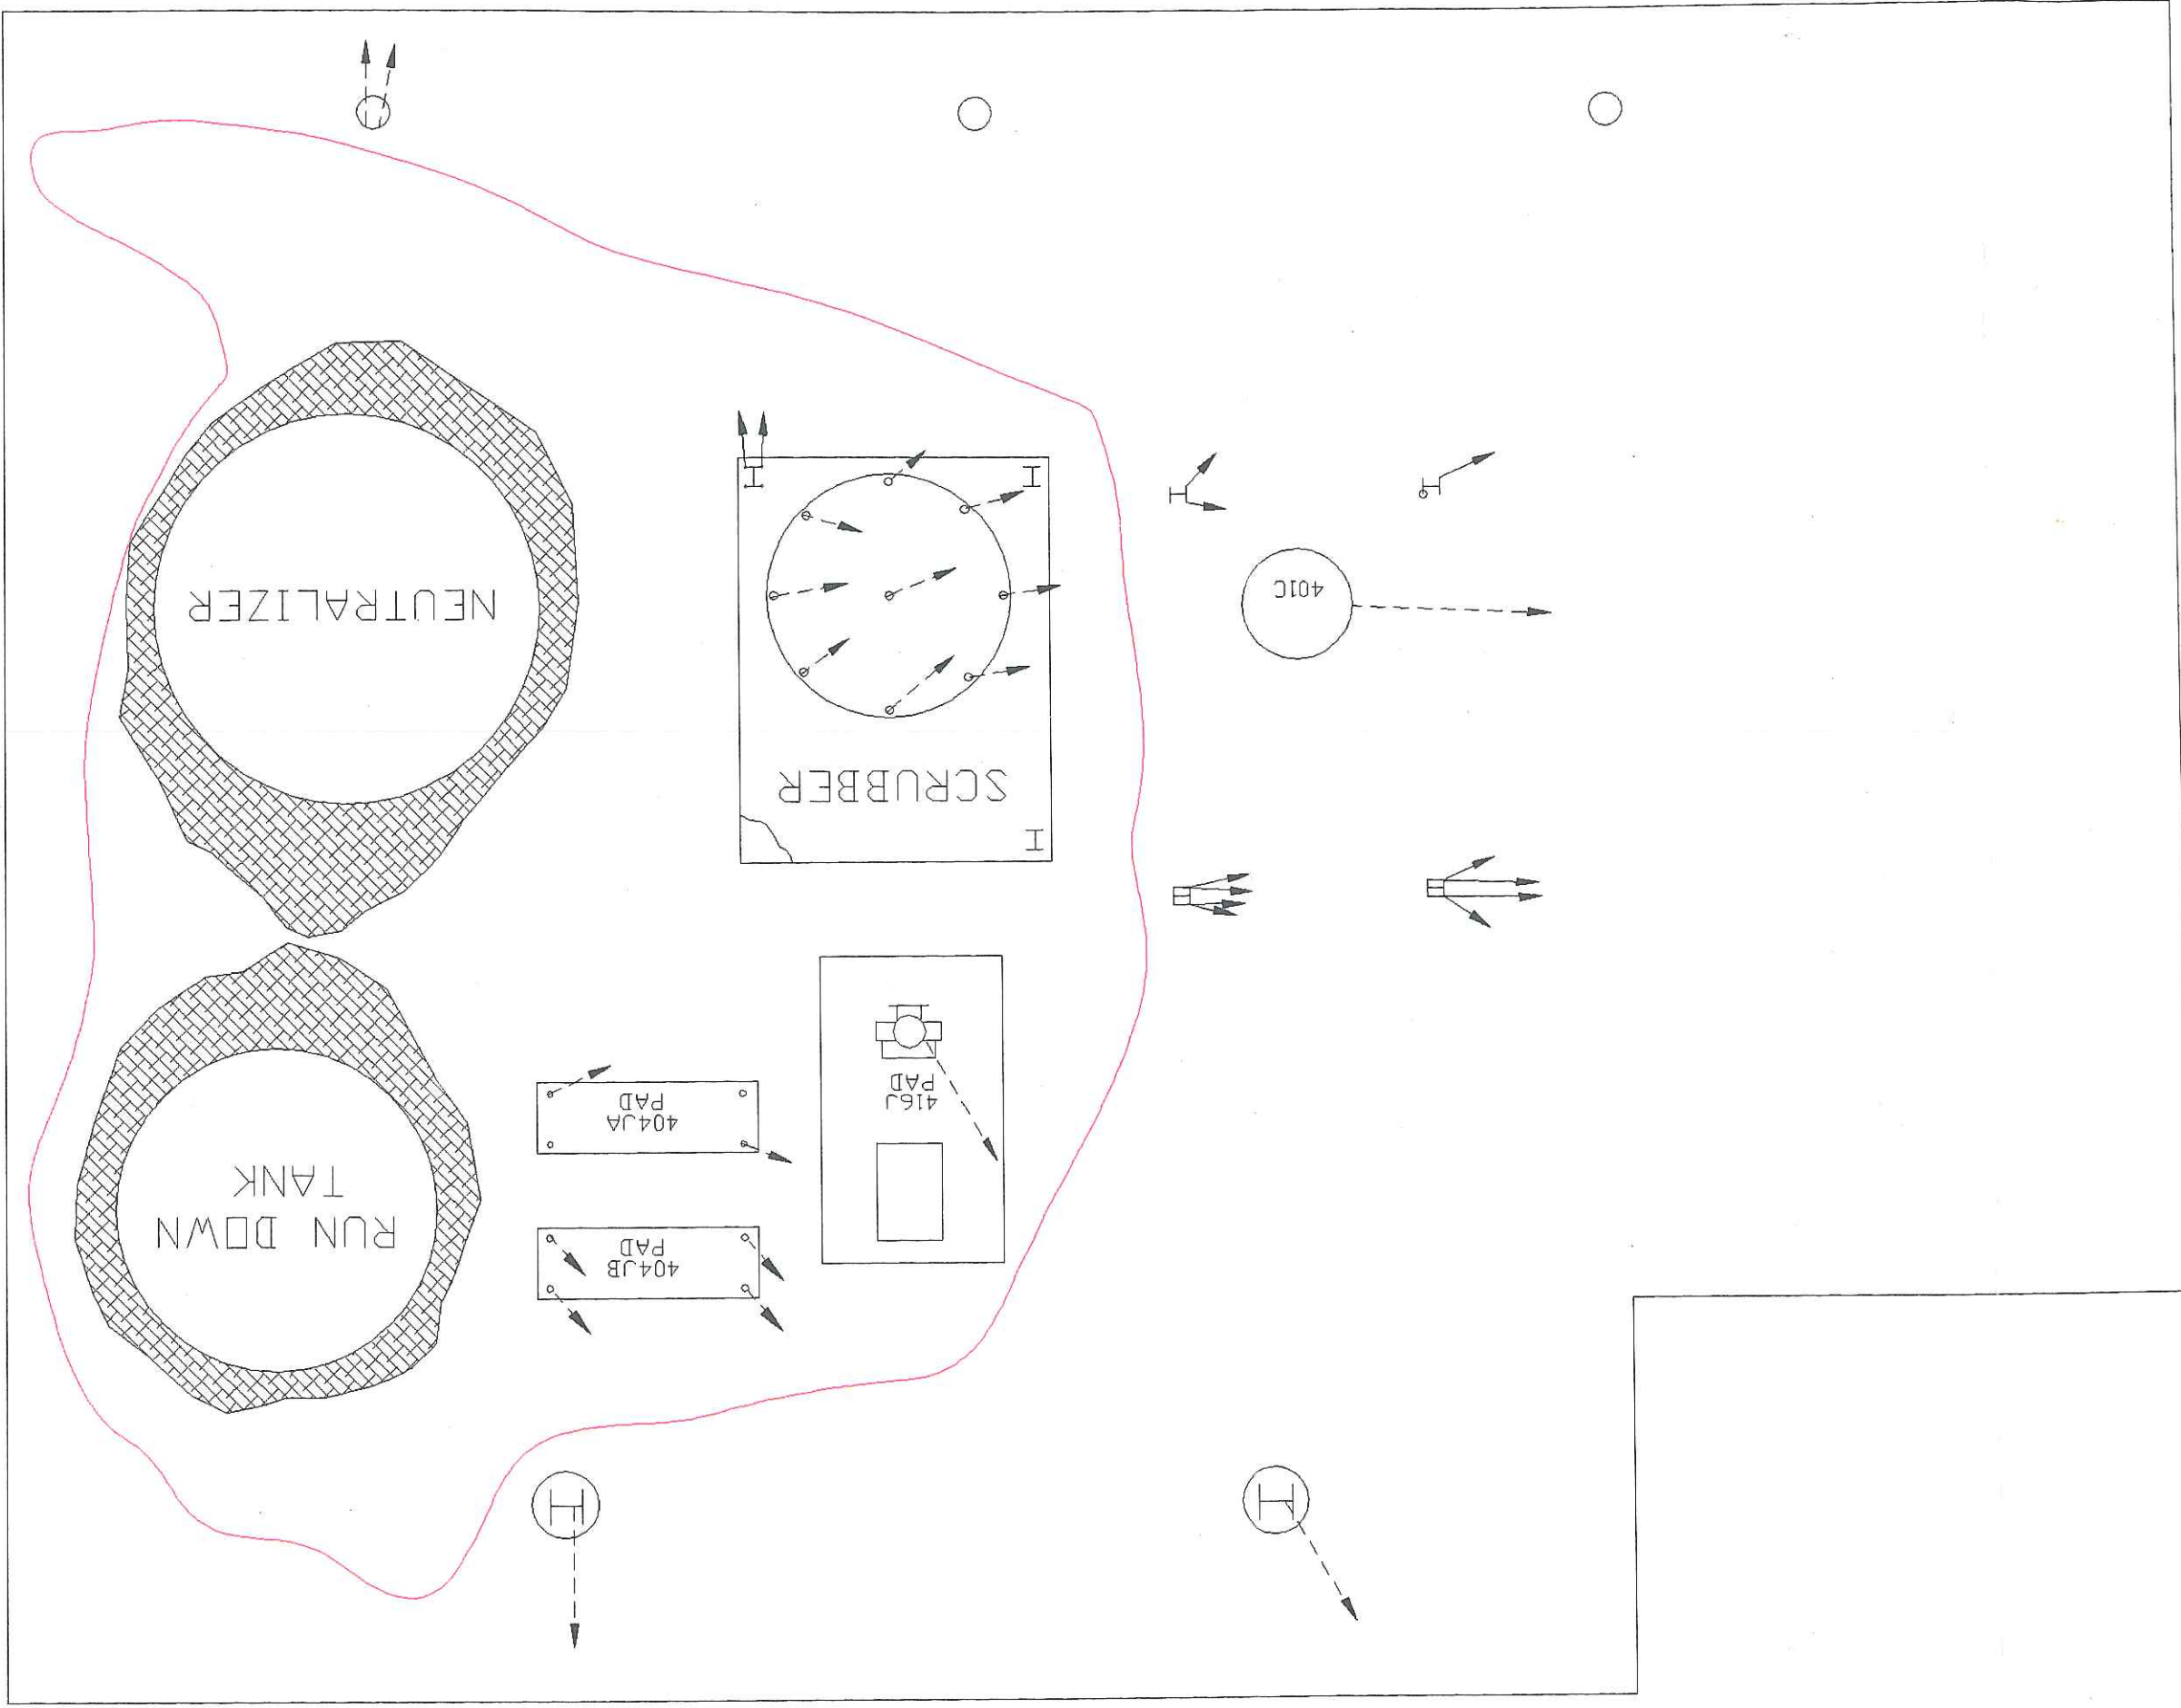 404JB
PAD
RUN DOWN
TANK
404JA
PAD
416J
PAD
SCRUBBER
401C
NEUTRALIZER